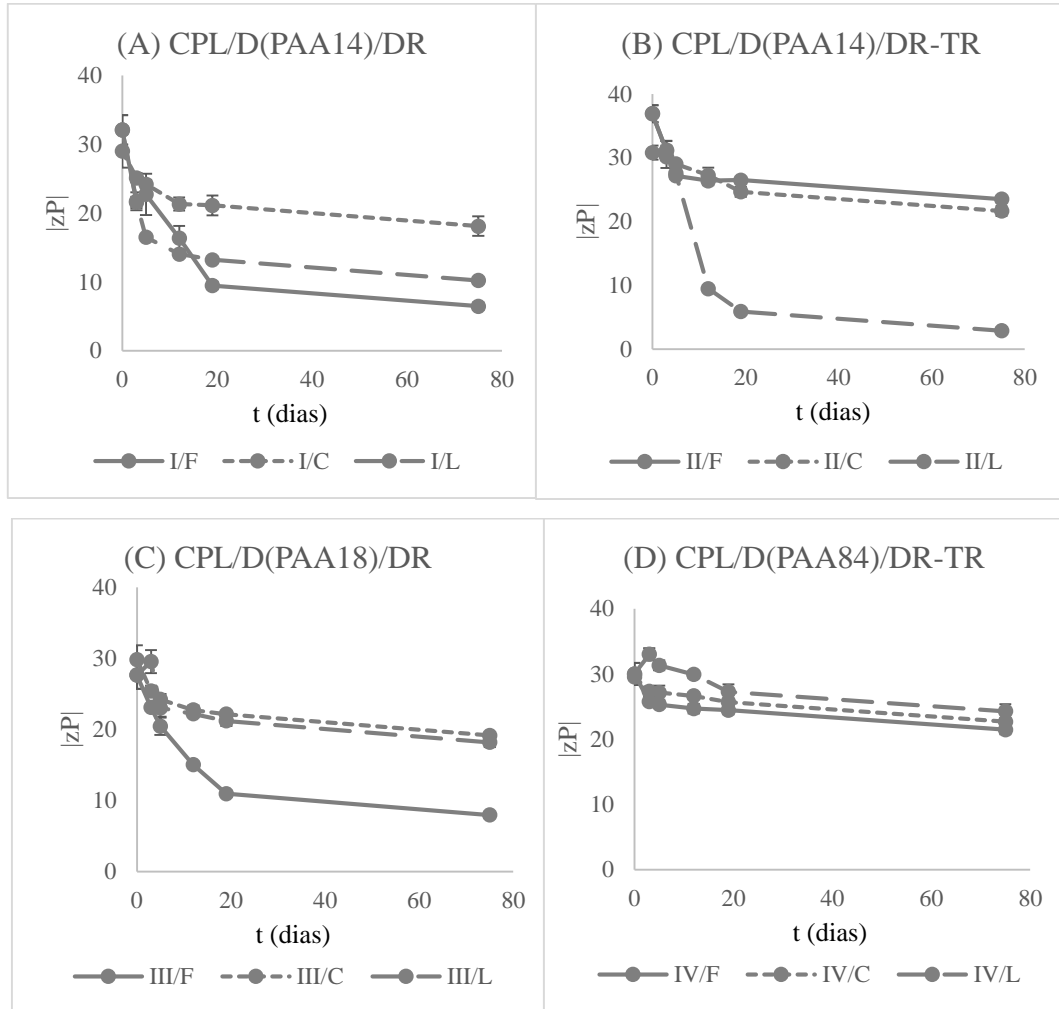 (A) CPL/D(PAA14)/DR
40
30
20
10
0
|zP|
0 20 40 60 80
t (dias)
I/F I/C I/L
(B) CPL/D(PAA14)/DR-TR
40
30
20
10
0
|zP|
0 20 40 60 80
t (dias)
II/F II/C II/L
(C) CPL/D(PAA18)/DR
40
30
20
10
0
|zP|
0 20 40 60 80
t (dias)
III/F III/C III/L
(D) CPL/D(PAA84)/DR-TR
40
30
20
10
0
|zP|
0 20 40 60 80
t (dias)
IV/F IV/C IV/L